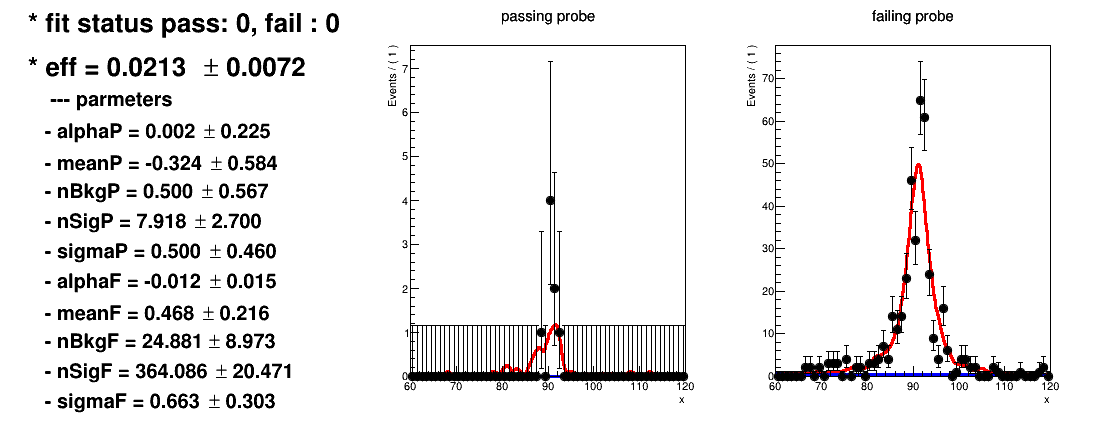 * fit status pass: 0, fail : 0
* eff = 0.0213 ± 0.0072
--- parmeters
- alphaP = 0.002 ± 0.225
- meanP = -0.324 ± 0.584
- nBkgP = 0.500 ± 0.567
- nSigP = 7.918 ± 2.700
- sigmaP = 0.500 ± 0.460
- alphaF = -0.012 ± 0.015
- meanF = 0.468 ± 0.216
- nBkgF = 24.881 ± 8.973
- nSigF = 364.086 ± 20.471
- sigmaF = 0.663 ± 0.303
passing probe
Events / ( 1 )
7
6
5
4
3
2
1
0
60 70 80 90 100 110 120
x
failing probe
Events / ( 1 )
70
60
50
40
30
20
10
0
60 70 80 90 100 110 120
x